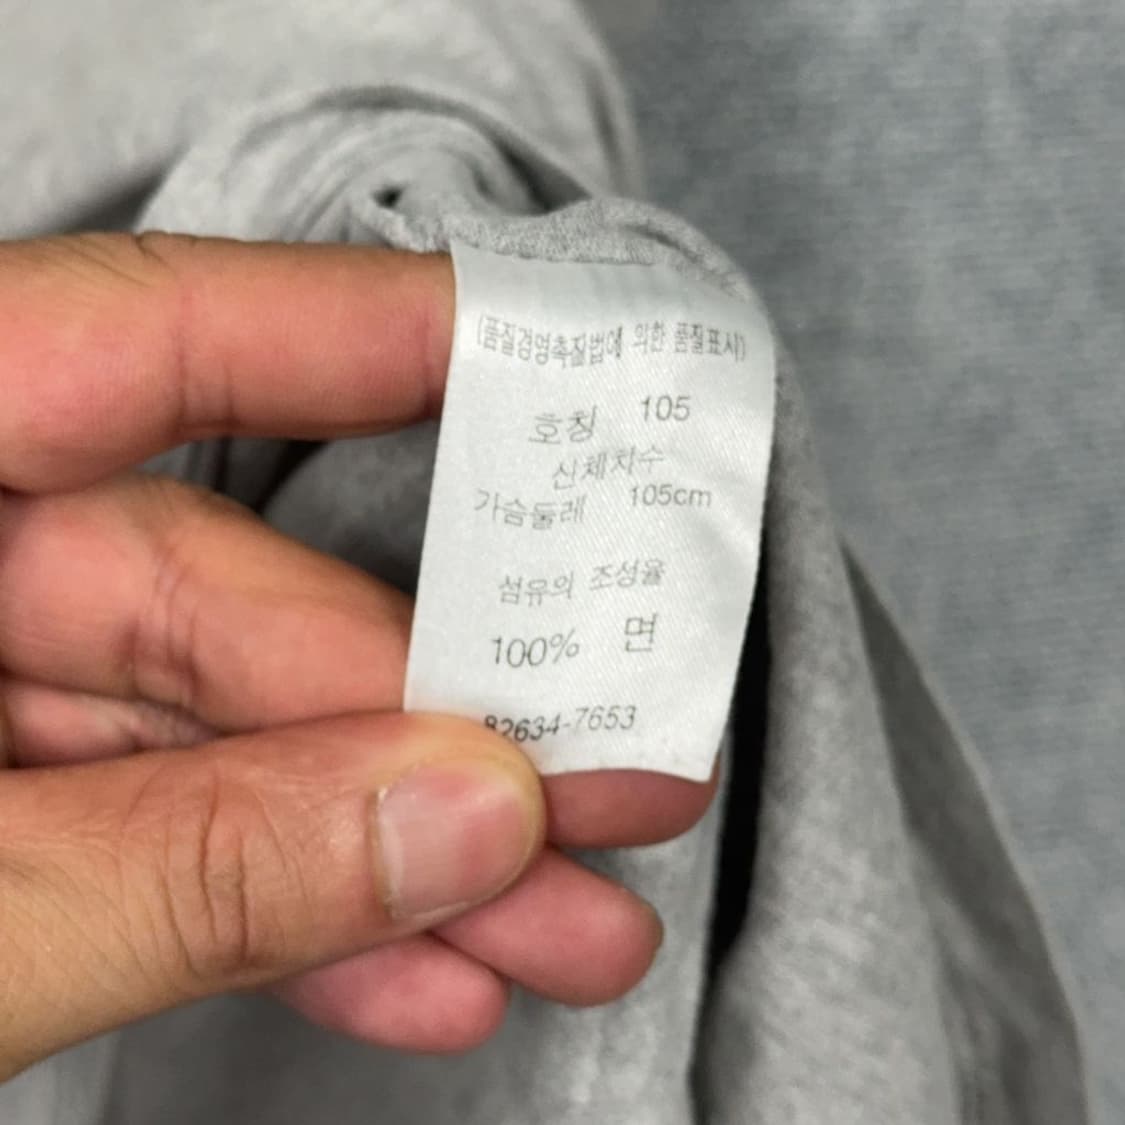 (품질경영촉질법에 의한 품질표시)
호칭 105
신체치수
가슴둘레 105cm
섬유의 조성율
100% 면
82634-7653